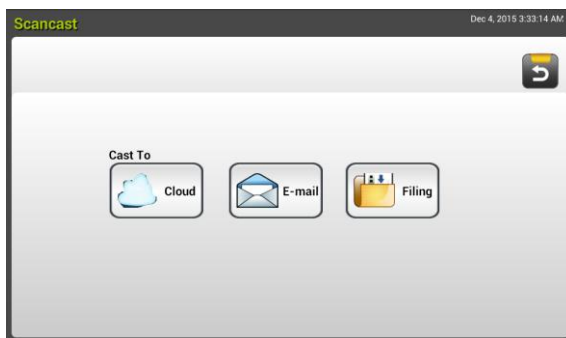 Scancast
Dec 4, 2015 3:33:14 AM
Cast To
Cloud
E-mail
Filing